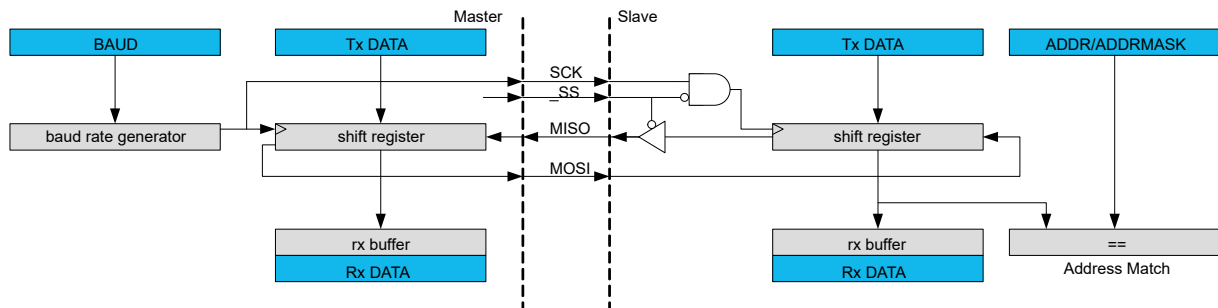 Master
Slave
BAUD
Tx DATA
Tx DATA
ADDR/ADDRMASK
SCK
_SS
baud rate generator
shift register
MISO
shift register
MOSI
rx buffer
rx buffer
==
Rx DATA
Rx DATA
Address Match